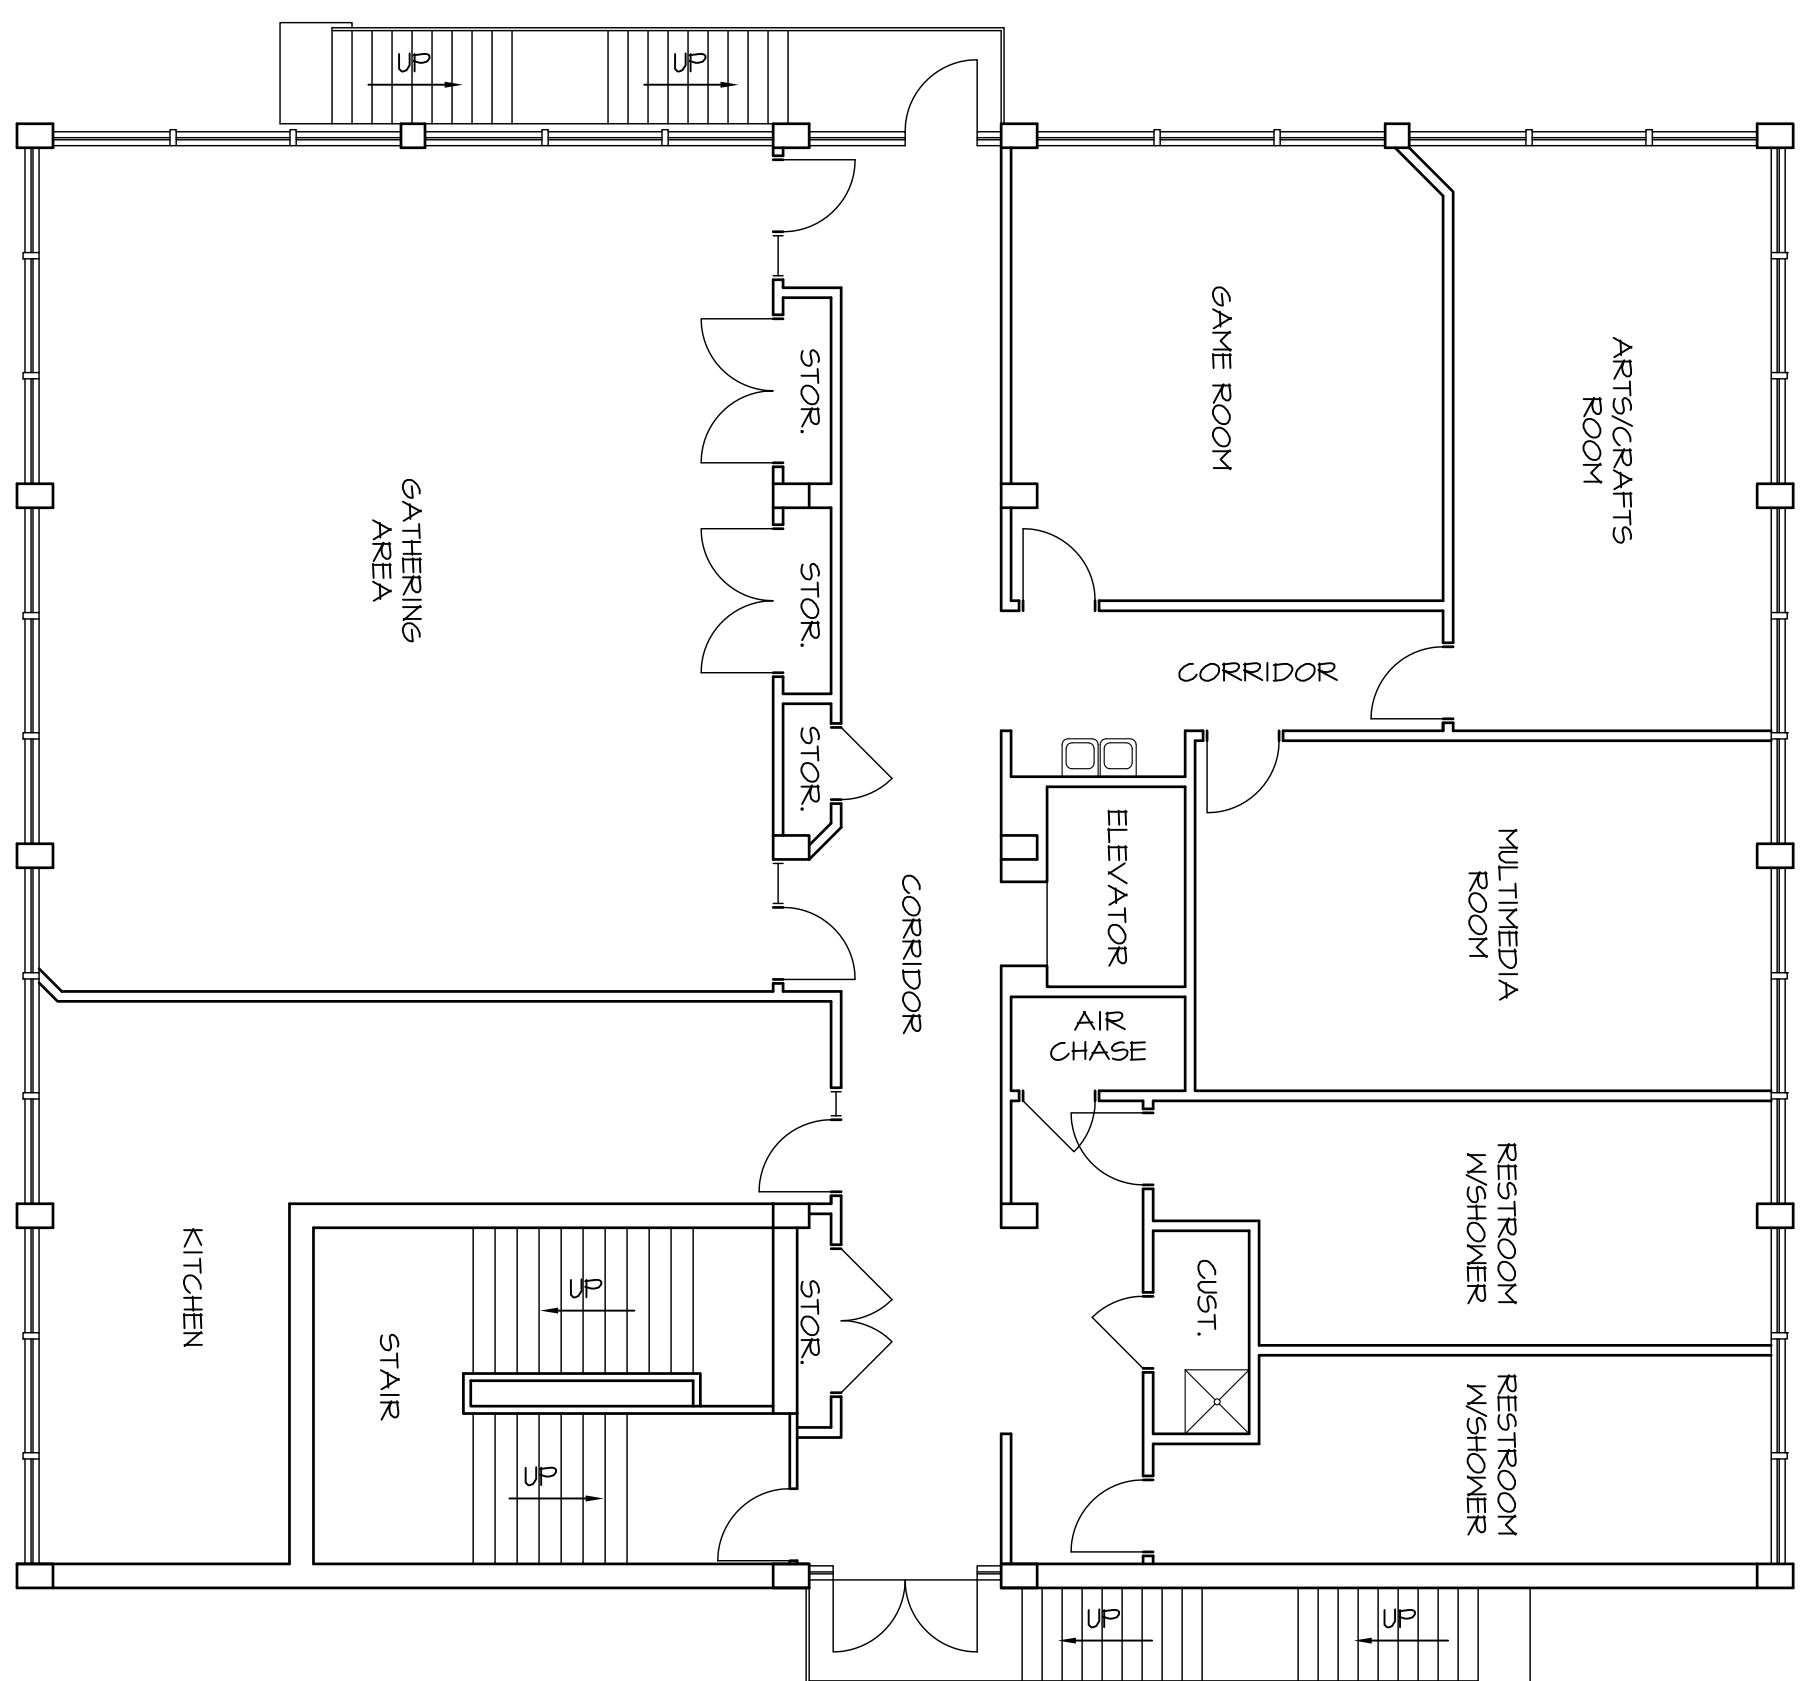 UP
UP
GAME ROOM
ARTS/CRAFTS
ROOM
STOR.
GATHERING
AREA
STOR.
CORRIDOR
STOR.
ELEVATOR
MULTIMEDIA
ROOM
CORRIDOR
AIR
CHASE
RESTROOM
W/SHOWER
KITCHEN
UP
CUST.
STOR.
STAIR
RESTROOM
W/SHOWER
UP
UP
UP